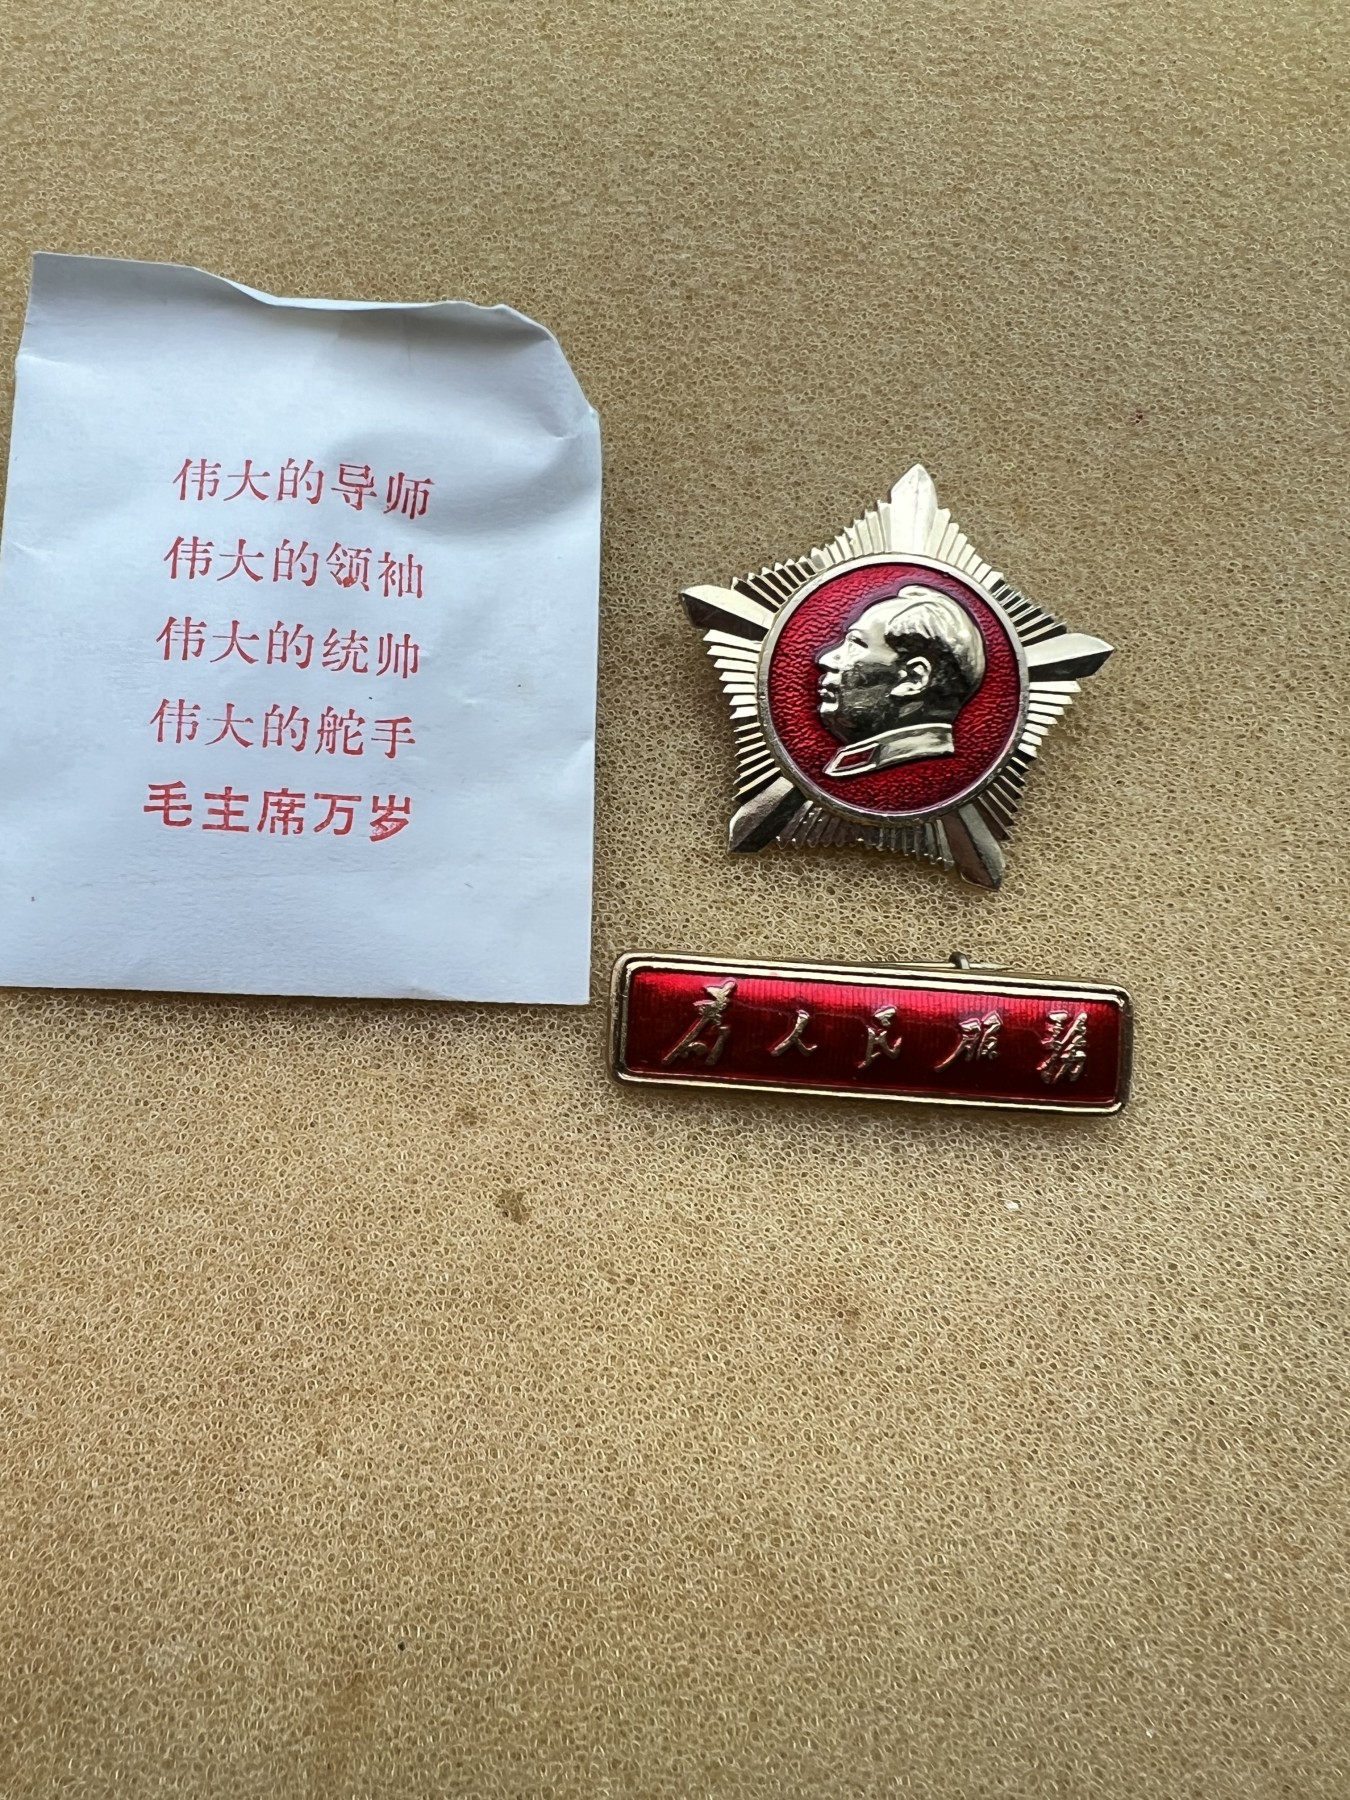 伟大的导师
伟大的领袖
伟大的统帅
伟大的舵手
毛主席万岁
为人民服務